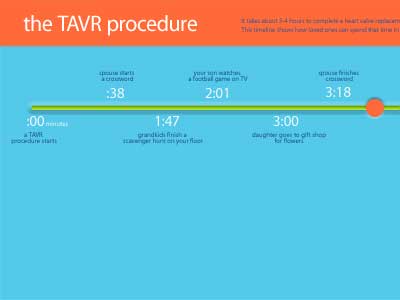 the TAVR procedure
It takes about 3-4 hours to complete a heart valve replacem
This timeline shows how loved ones can spend that time in
spouse starts
a crossword
:38
your son watches
a football game on TV
2:01
spouse finishes
crossword
3:18
:00 minutes
a TAVR
procedure starts
1:47
grandkids finish a
scavenger hunt on your floor
3:00
daughter goes to gift shop
for flowers